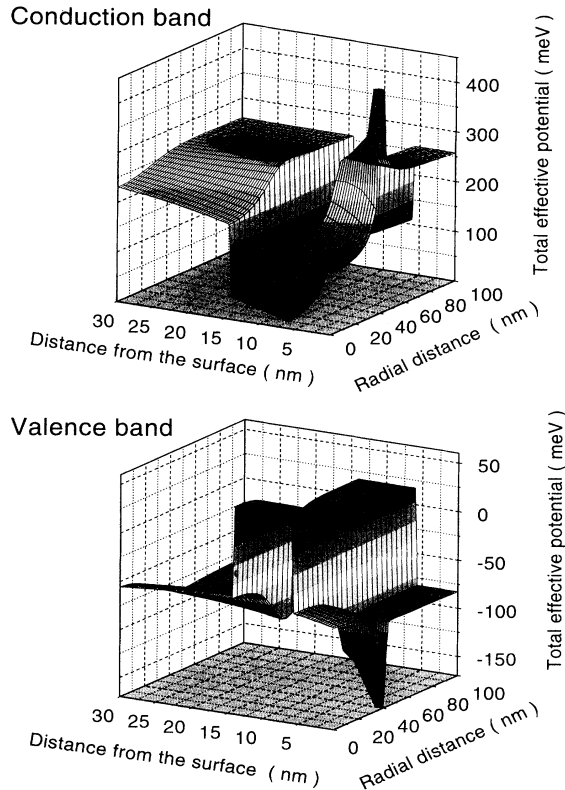 Conduction band
400
300
200
100
Total effective potential ( meV )
30 25 20 15 10 5
Distance from the surface ( nm )
0 20 40 60 80 100
Radial distance ( nm )
Valence band
50
0
-50
-100
-150
Total effective potential ( meV )
30 25 20 15 10 5
Distance from the surface ( nm )
0 20 40 60 80 100
Radial distance ( nm )